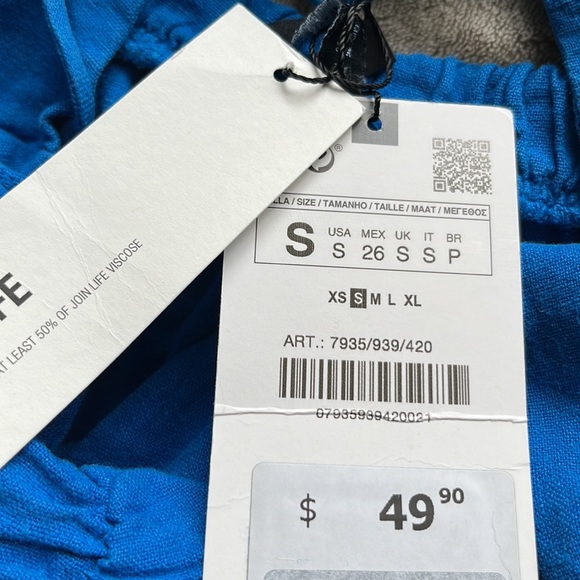 FE
AT LEAST 50% OF JOIN LIFE VISCOSE
®
/ SIZE / TAMANHO / TAILLE / MAAT / ΜΕΓΕΘΟΣ
S
USA MEX UK IT BR
S 26 S S P
XS S M L XL
ART.: 7935/939/420
07935939420021
$ 49.90